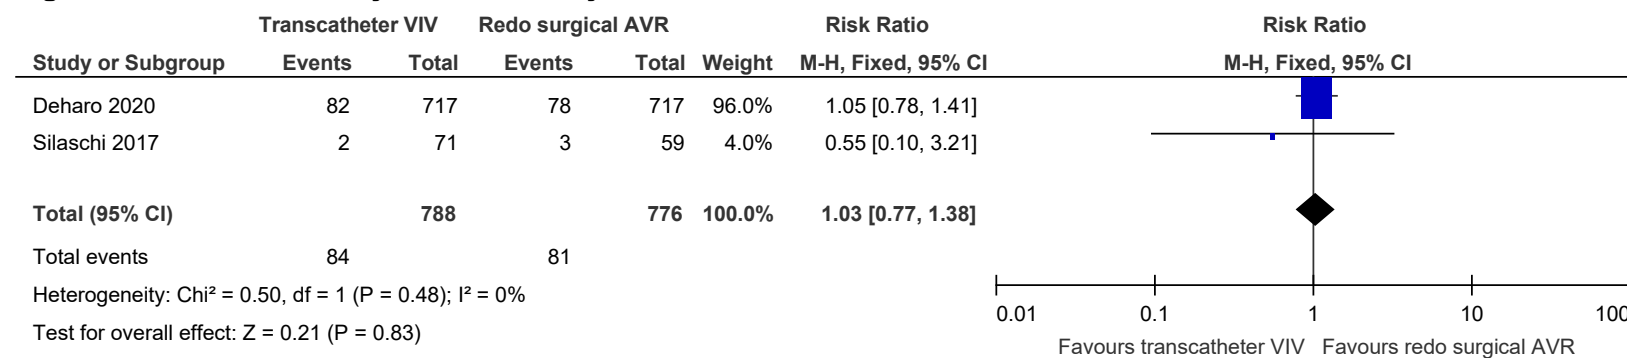 Transcatheter VIV Redo surgical AVR Risk Ratio Risk Ratio
Study or Subgroup Events Total Events Total Weight M-H, Fixed, 95% CI M-H, Fixed, 95% CI
Deharo 2020 82 717 78 717 96.0% 1.05 [0.78, 1.41]
Silaschi 2017 2 71 3 59 4.0% 0.55 [0.10, 3.21]
Total (95% CI) 788 776 100.0% 1.03 [0.77, 1.38]
Total events 84 81
Heterogeneity: Chi² = 0.50, df = 1 (P = 0.48); I² = 0%
Test for overall effect: Z = 0.21 (P = 0.83)
0.01 0.1 1 10 100
Favours transcatheter VIV Favours redo surgical AVR